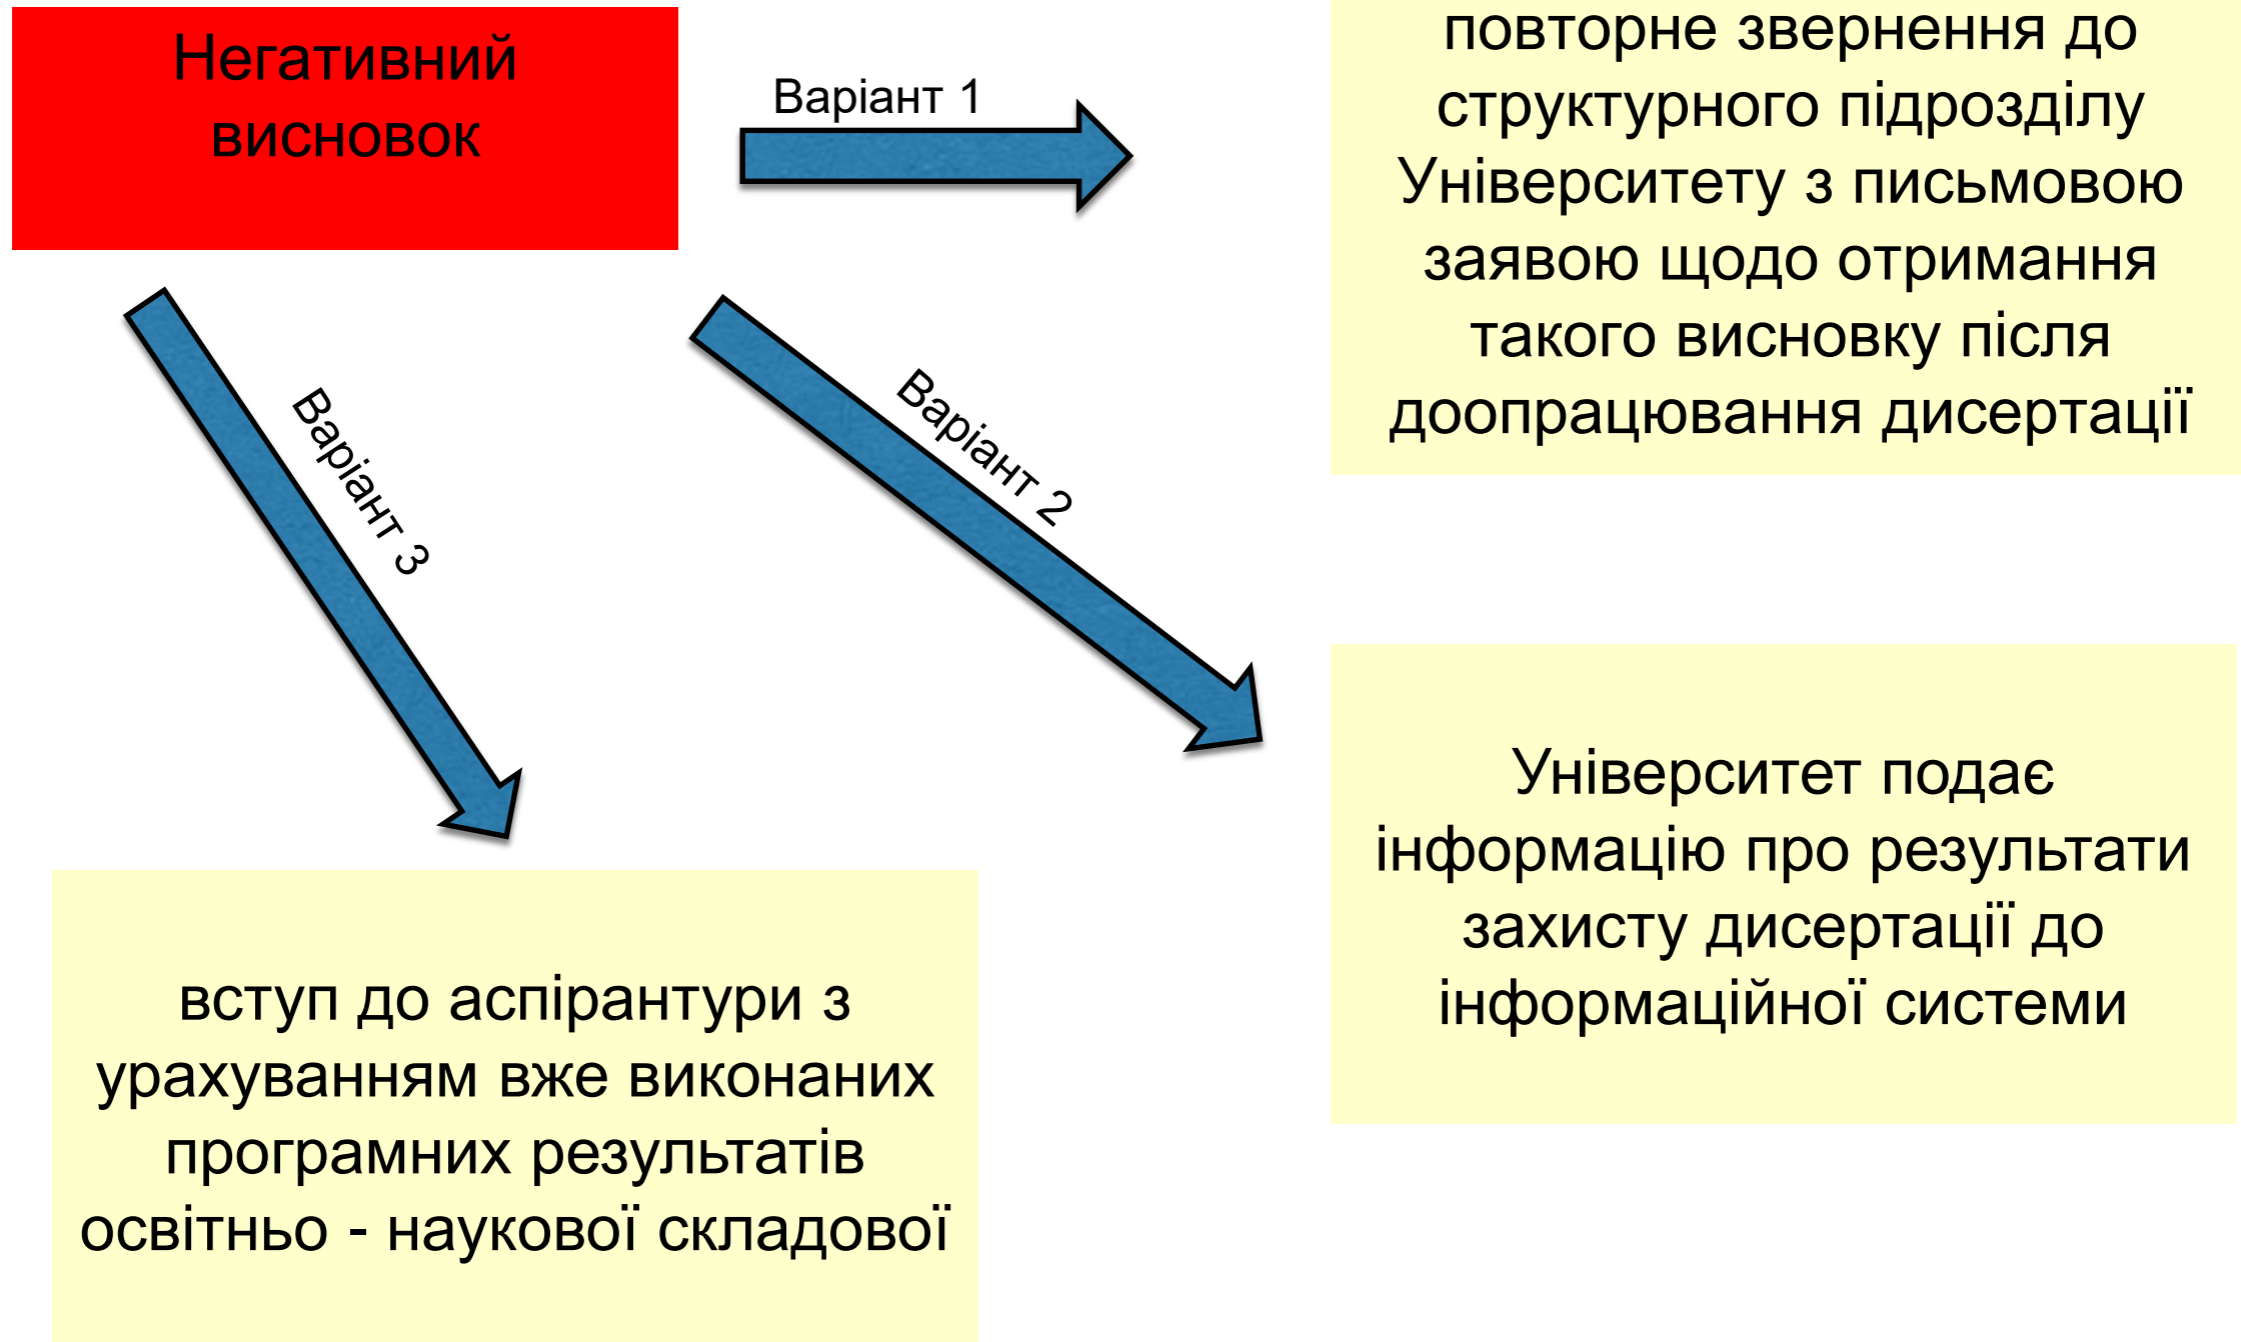 Негативний
висновок
Варіант 1
повторне звернення до
структурного підрозділу
Університету з письмовою
заявою щодо отримання
такого висновку після
доопрацювання дисертації
Варіант 2
Варіант 3
Університет подає
інформацію про результати
захисту дисертації до
інформаційної системи
вступ до аспірантури з
урахуванням вже виконаних
програмних результатів
освітньо - наукової складової